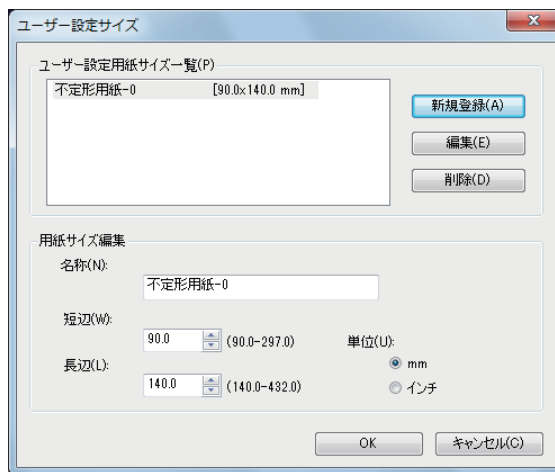 ユーザー設定サイズ
ユーザー設定用紙サイズ一覧(P)
不定形用紙-0 [90.0x140.0 mm]
新規登録(A)
編集(E)
削除(D)
用紙サイズ編集
名称(N):
不定形用紙-0
短辺(W):
90.0 (90.0-297.0)
単位(U):
長辺(L):
mm
140.0 (140.0-432.0)
インチ
OK キャンセル(C)